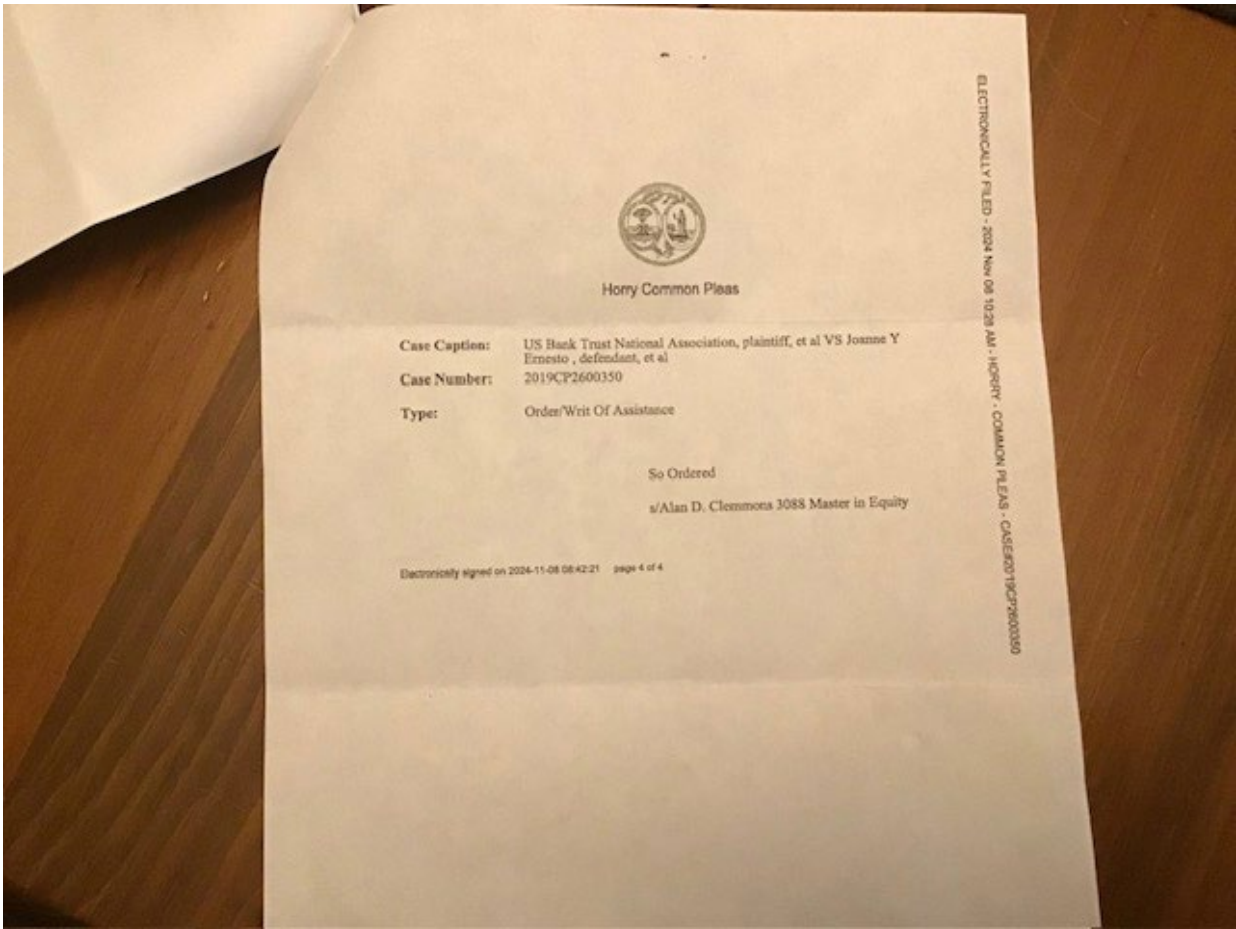 Horry Common Pleas
Case Caption: US Bank Trust National Association, plaintiff, et al VS Joanne Y
Ernesto , defendant, et al
Case Number: 2019CP2600350
Type: Order/Writ Of Assistance
So Ordered
s/Alan D. Clemmons 3088 Master in Equity
Electronically signed on 2024-11-08 08:42:21 page 4 of 4
ELECTRONICALLY FILED - 2024 Nov 08 10:28 AM - HORRY - COMMON PLEAS - CASE#2019CP2600350